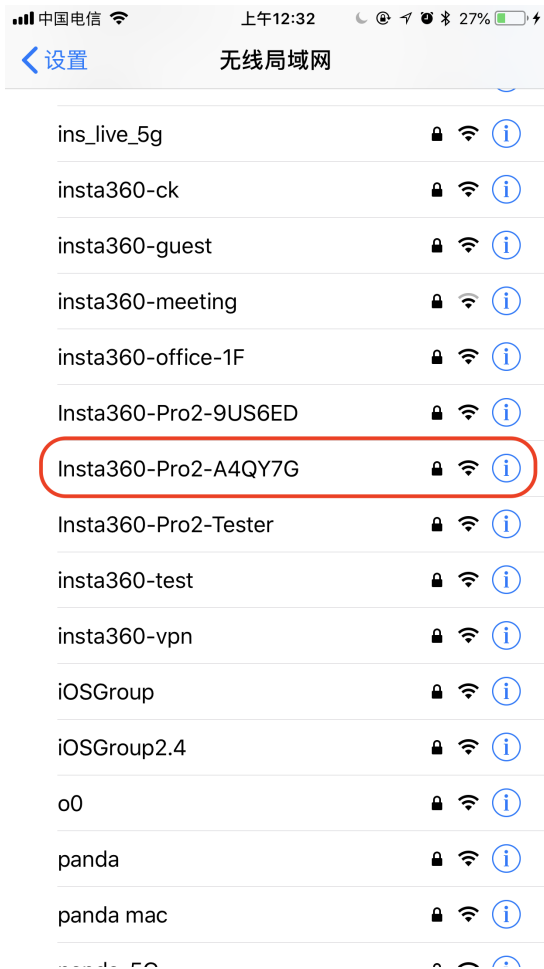 中国电信 上午12:32 27%
设置 无线局域网
ins_live_5g
insta360-ck
insta360-guest
insta360-meeting
insta360-office-1F
Insta360-Pro2-9US6ED
Insta360-Pro2-A4QY7G
Insta360-Pro2-Tester
insta360-test
insta360-vpn
iOSGroup
iOSGroup2.4
o0
panda
panda mac